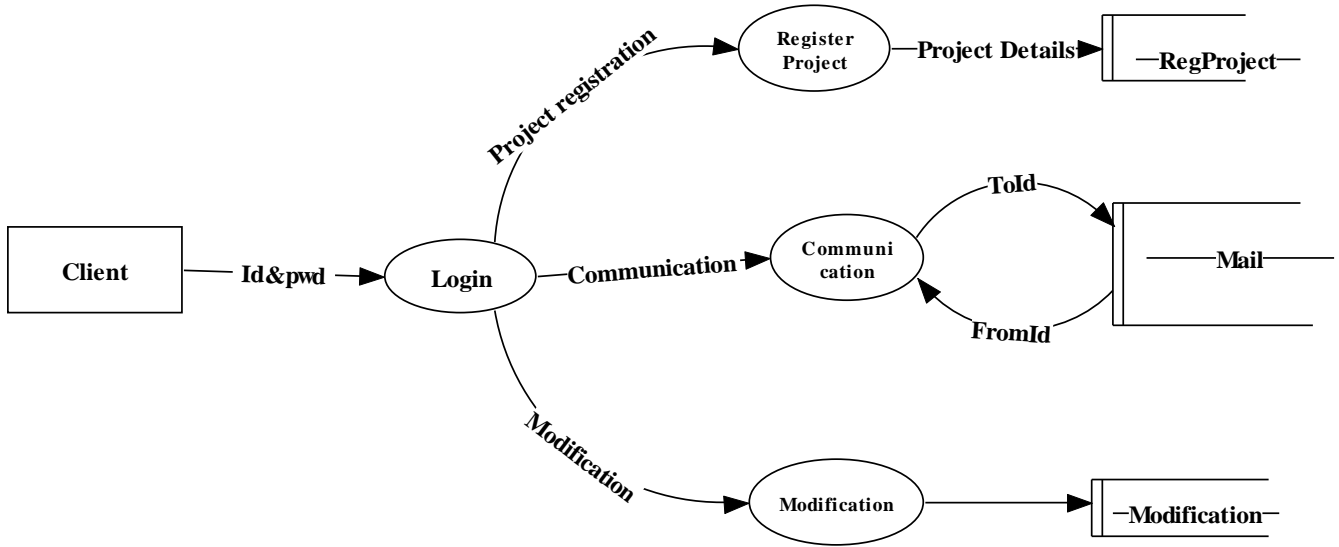 Register
Project
Project Details
RegProject
Project registration
ToId
Client
Id&pwd
Login
Communication
Communi
cation
Mail
FromId
Modification
Modification
Modification